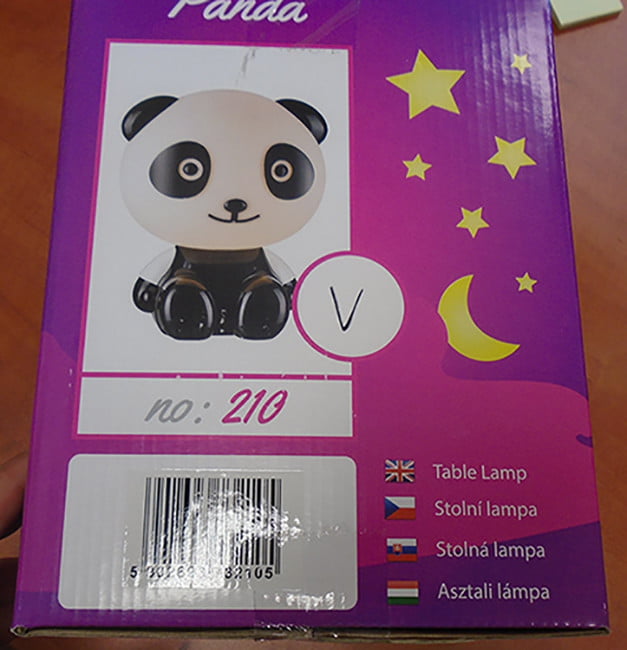 Panda
V
no: 210
Table Lamp
Stolní lampa
Stolná lampa
Asztali lámpa